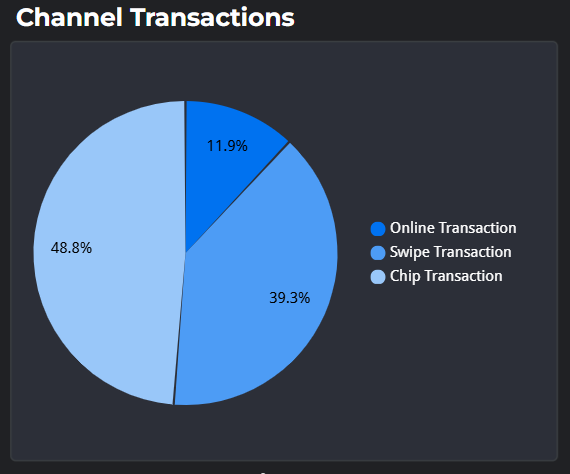 Channel Transactions
11.9%
48.8%
39.3%
Online Transaction
Swipe Transaction
Chip Transaction